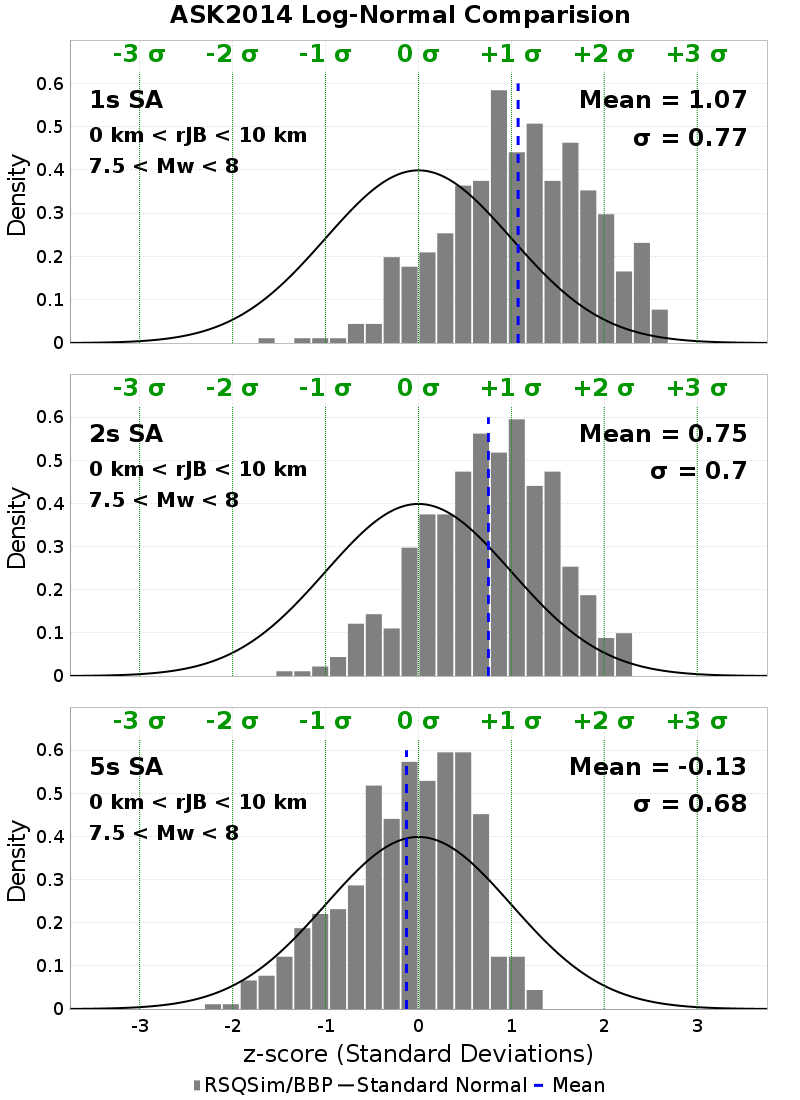 ASK2014 Log-Normal Comparision
-3 σ -2 σ -1 σ 0 σ +1 σ +2 σ +3 σ
0.6
1s SA Mean = 1.07
0.5
0 km < rJB < 10 km σ = 0.77
7.5 < Mw < 8
0.4
0.3
0.2
0.1
0
Density
-3 σ -2 σ -1 σ 0 σ +1 σ +2 σ +3 σ
0.6
2s SA Mean = 0.75
0.5
0 km < rJB < 10 km σ = 0.7
7.5 < Mw < 8
0.4
0.3
0.2
0.1
0
Density
-3 σ -2 σ -1 σ 0 σ +1 σ +2 σ +3 σ
0.6
5s SA Mean = -0.13
0.5
0 km < rJB < 10 km σ = 0.68
7.5 < Mw < 8
0.4
0.3
0.2
0.1
0
Density
-3 -2 -1 0 1 2 3
z-score (Standard Deviations)
RSQSim/BBP Standard Normal Mean